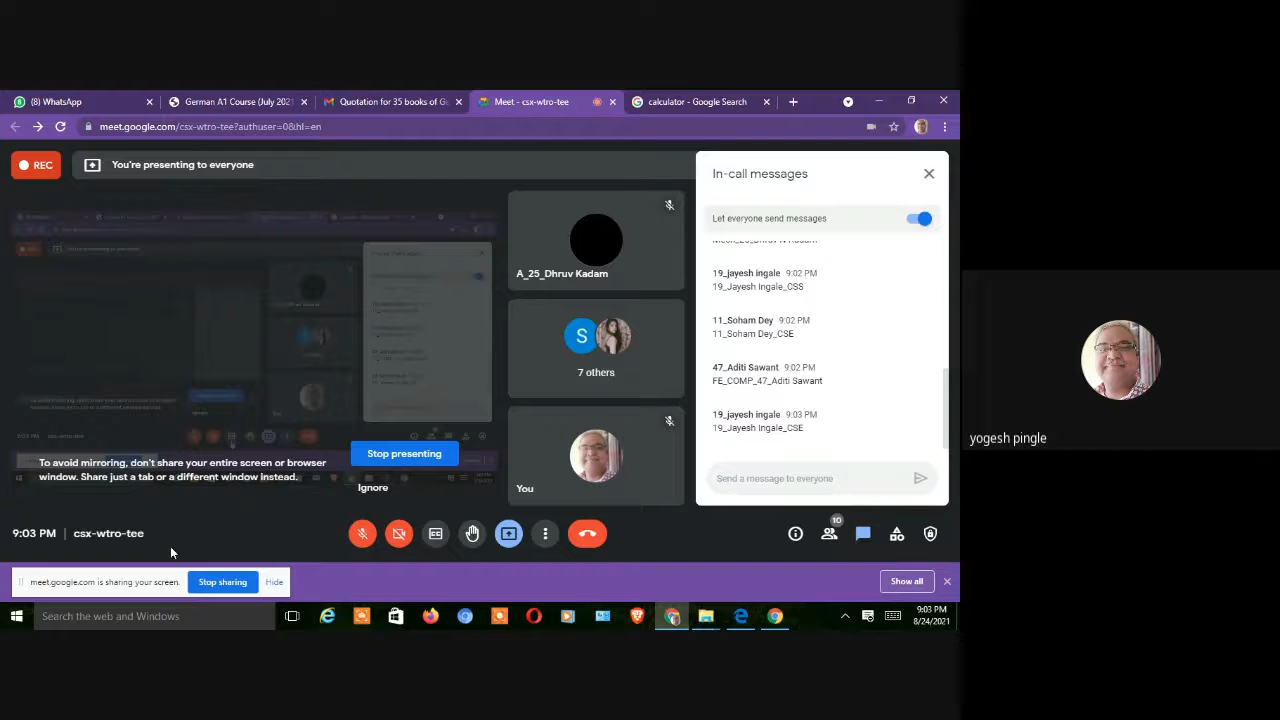 (8) WhatsApp
German A1 Course (July 2021
Quotation for 35 books of Ge
Meet - csx-wtro-tee
calculator - Google Search
meet.google.com/csx-wtro-tee?authuser=0&hl=en
REC
You're presenting to everyone
In-call messages
Let everyone send messages
A_25_Dhruv Kadam
19_jayesh ingale 9:02 PM
19_Jayesh Ingale_CSS
11_Soham Dey 9:02 PM
11_Soham Dey_CSE
S
7 others
47_Aditi Sawant 9:02 PM
FE_COMP_47_Aditi Sawant
19_jayesh ingale 9:03 PM
19_Jayesh Ingale_CSE
yogesh pingle
To avoid mirroring, don't share your entire screen or browser
window. Share just a tab or a different window instead.
Stop presenting
Ignore
You
Send a message to everyone
9:03 PM | csx-wtro-tee
10
meet.google.com is sharing your screen.
Stop sharing
Hide
Show all
Search the web and Windows
9:03 PM
8/24/2021